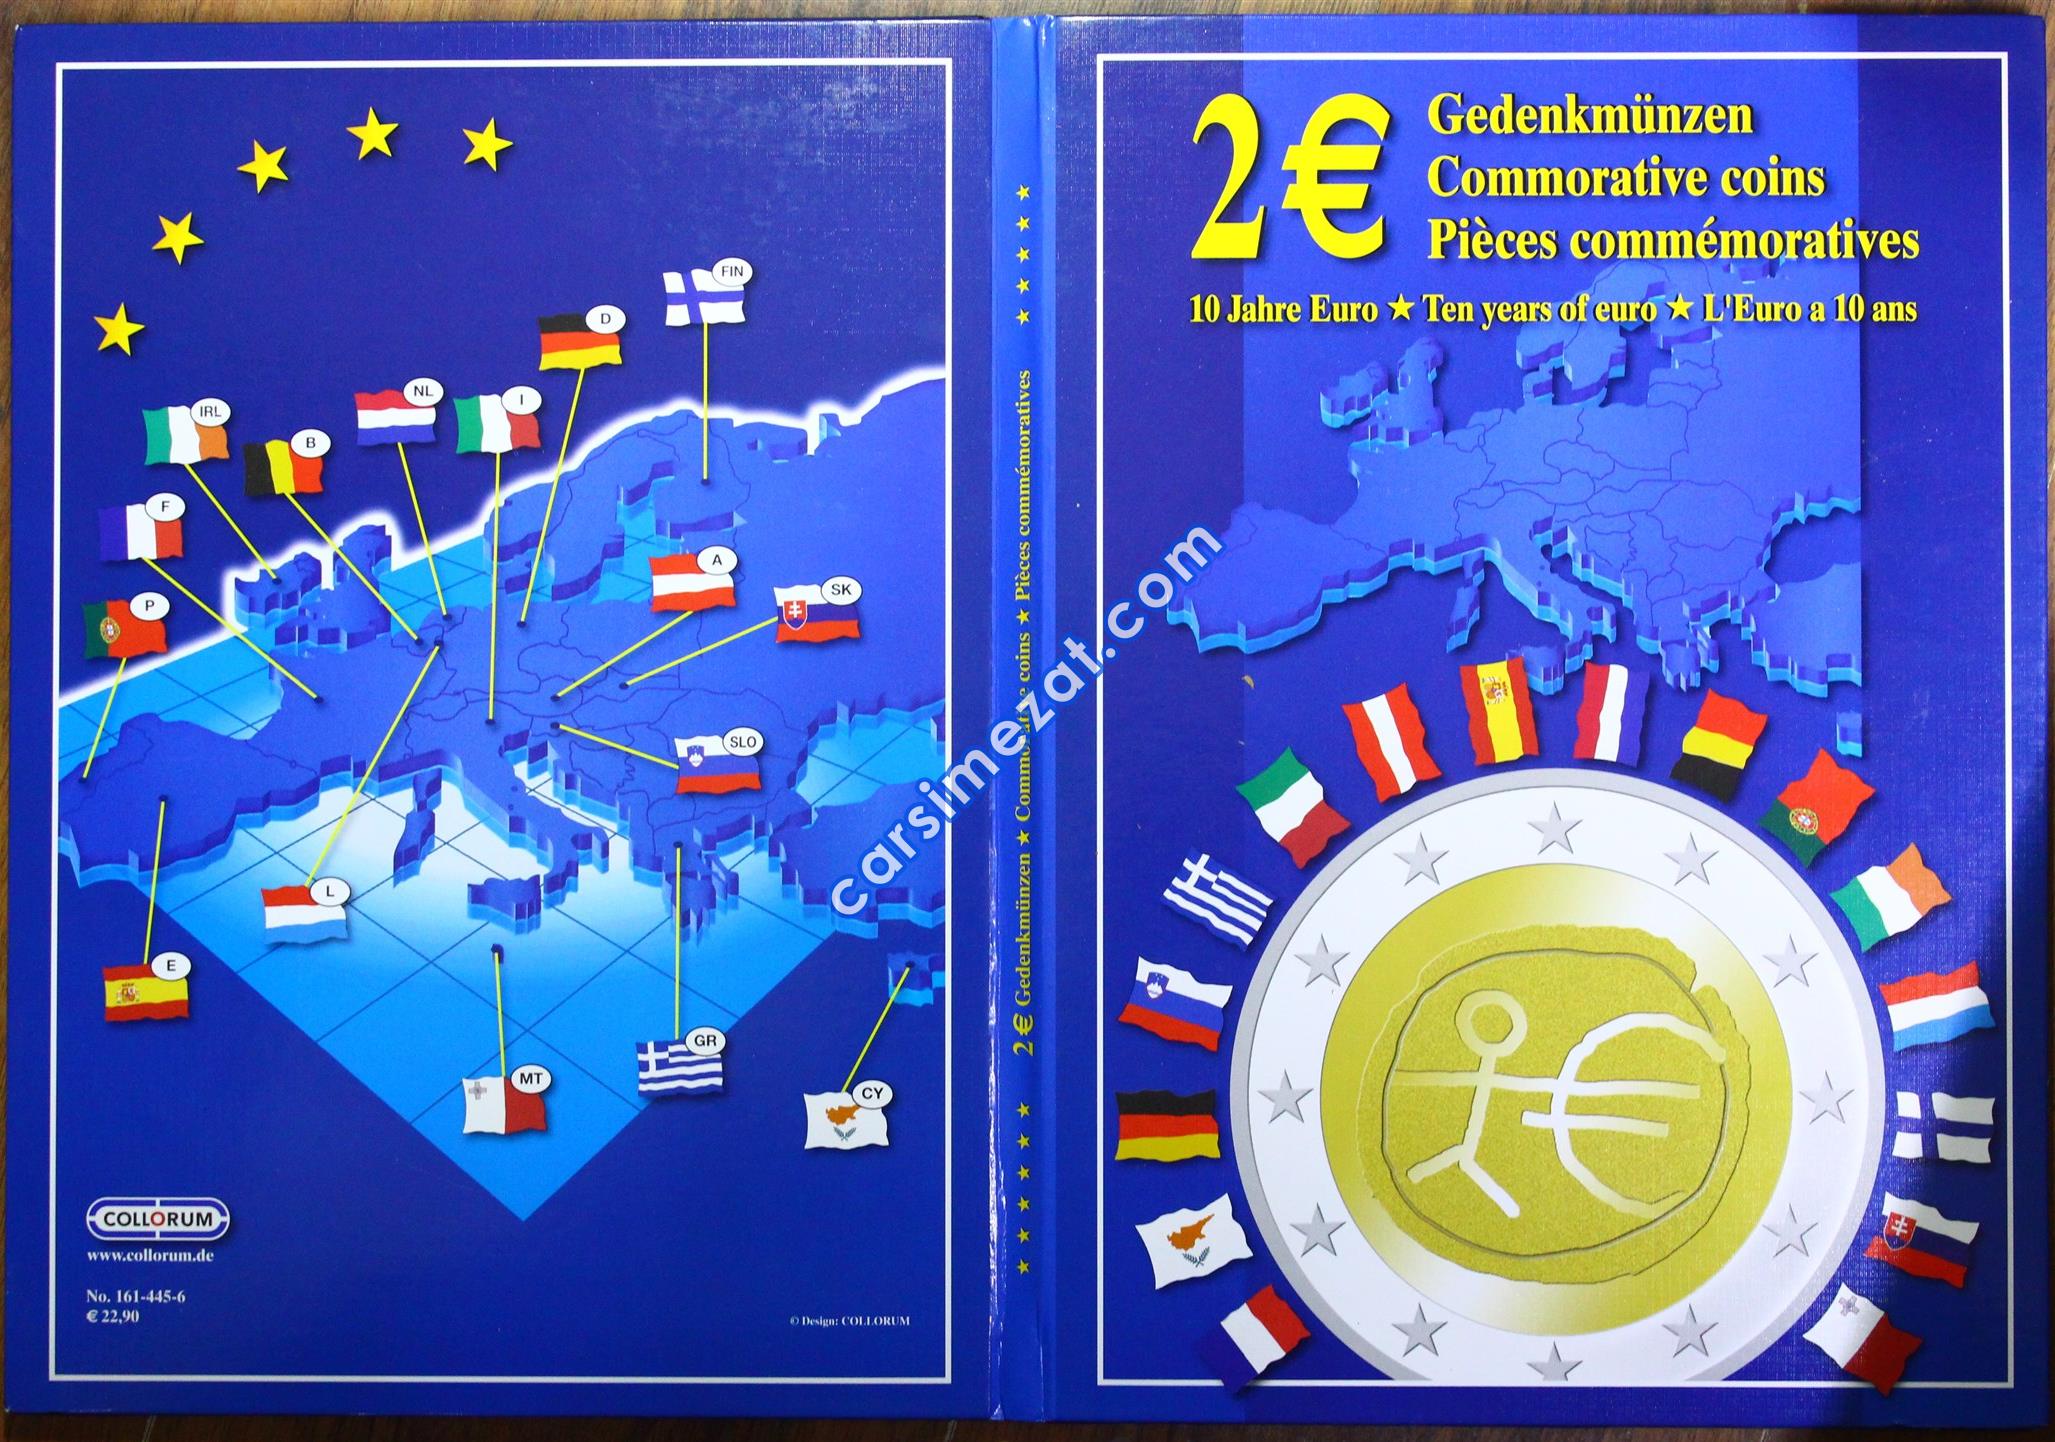 FIN
D
NL
I
IRL
B
F
A
SK
P
SLO
L
E
GR
MT
CY
COLLORUM
www.collorum.de
No. 161-445-6
€ 22,90
© Design: COLLORUM
2€ Gedenkmünzen ★ Commorative coins ★ Pièces commémoratives
2€
Gedenkmünzen
Commorative coins
Pièces commémoratives
10 Jahre Euro ★ Ten years of euro ★ L'Euro a 10 ans
carsimezat.com